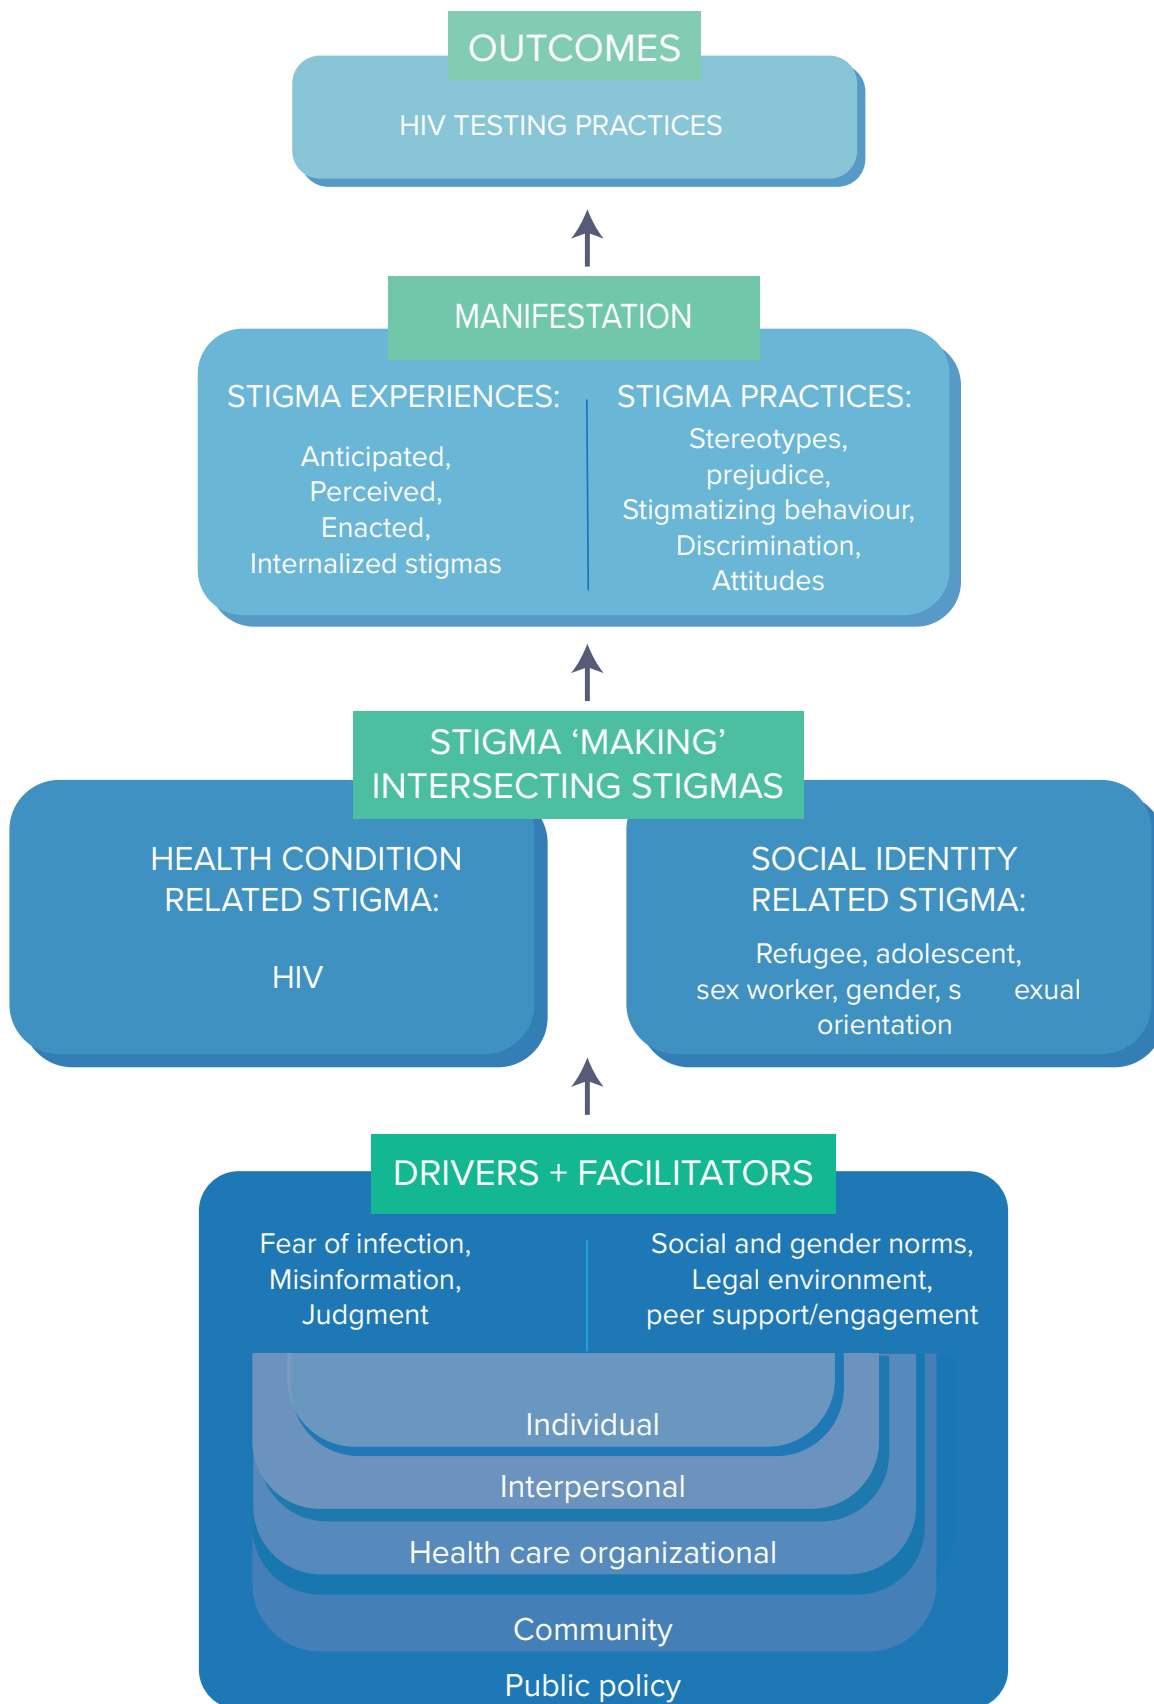 OUTCOMES
HIV TESTING PRACTICES
MANIFESTATION
STIGMA EXPERIENCES:
Anticipated,
Perceived,
Enacted,
Internalized stigmas
STIGMA PRACTICES:
Stereotypes,
prejudice,
Stigmatizing behaviour,
Discrimination,
Attitudes
STIGMA ‘MAKING’
INTERSECTING STIGMAS
HEALTH CONDITION
RELATED STIGMA:
HIV
SOCIAL IDENTITY
RELATED STIGMA:
Refugee, adolescent,
sex worker, gender, s exual
orientation
DRIVERS + FACILITATORS
Fear of infection,
Misinformation,
Judgment
Social and gender norms,
Legal environment,
peer support/engagement
Individual
Interpersonal
Health care organizational
Community
Public policy